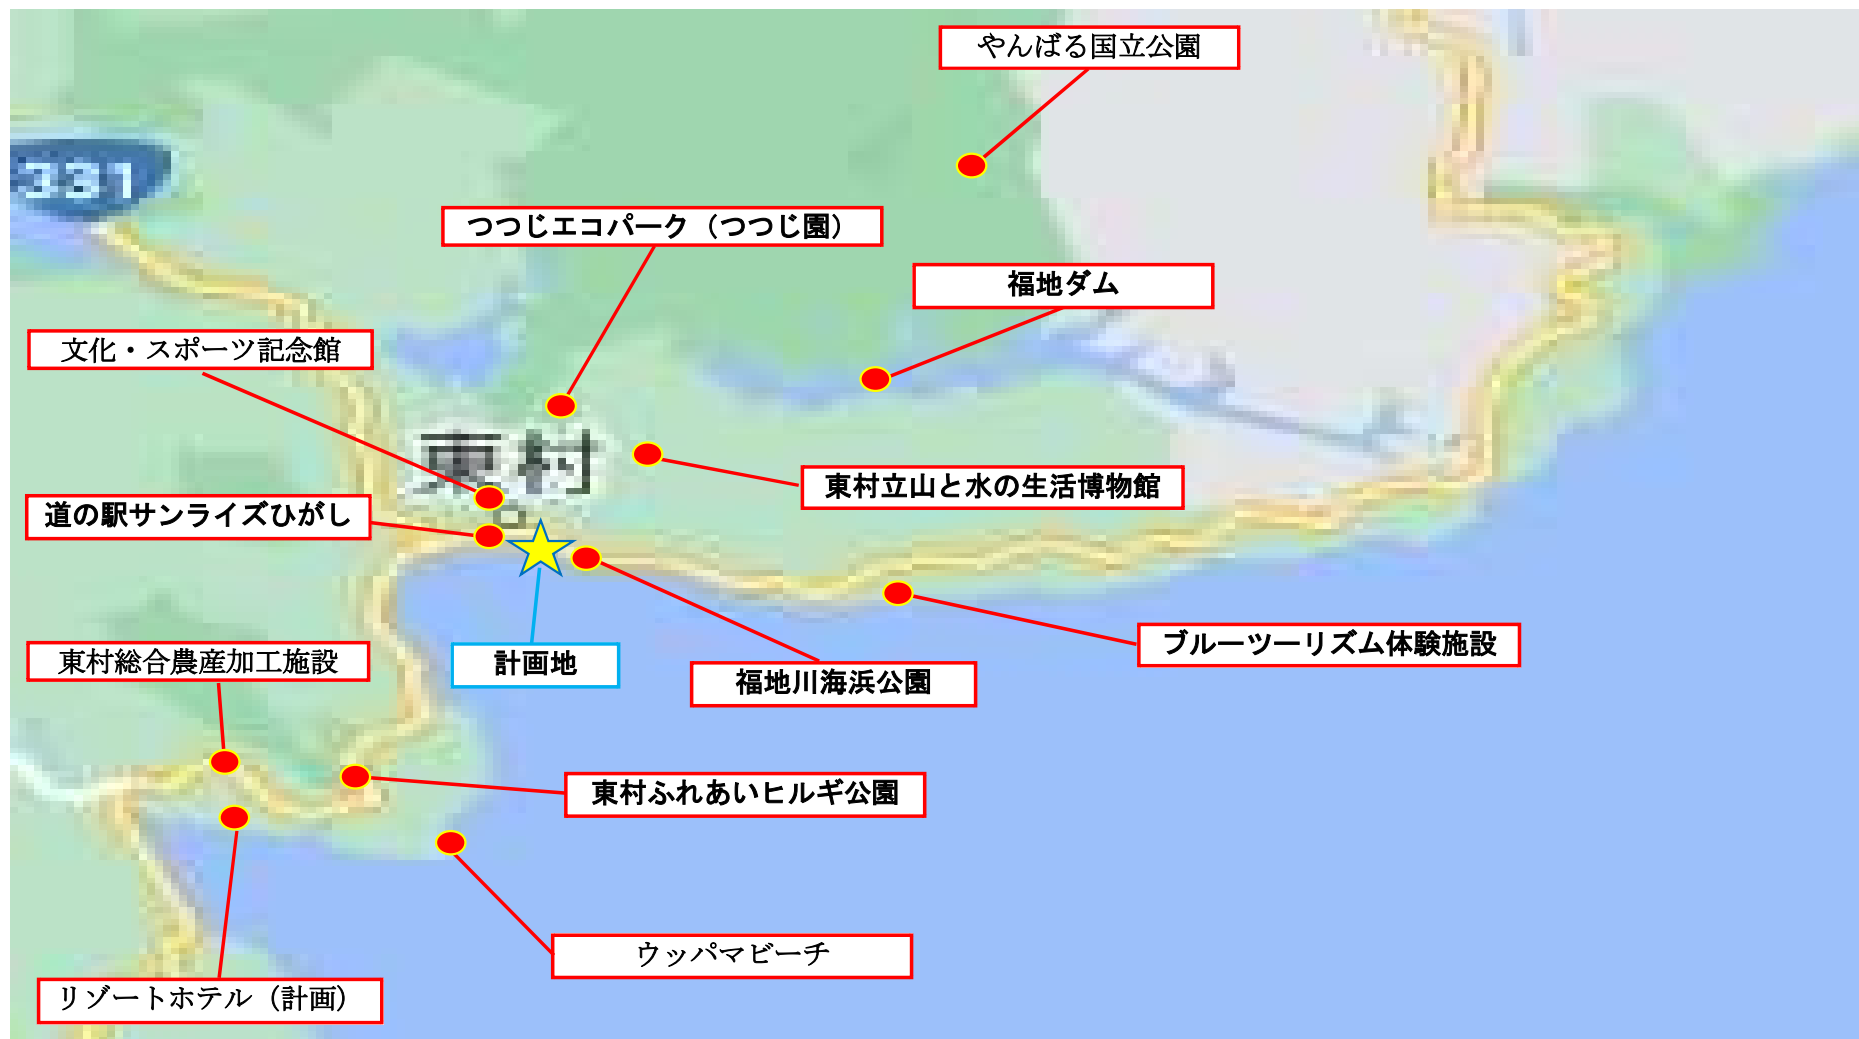 やんばる国立公園
331
つつじエコパーク（つつじ園）
福地ダム
文化・スポーツ記念館
東村
東村立山と水の生活博物館
道の駅サンライズひがし
ブルーツーリズム体験施設
東村総合農産加工施設
計画地
福地川海浜公園
東村ふれあいヒルギ公園
ウッパマビーチ
リゾートホテル（計画）